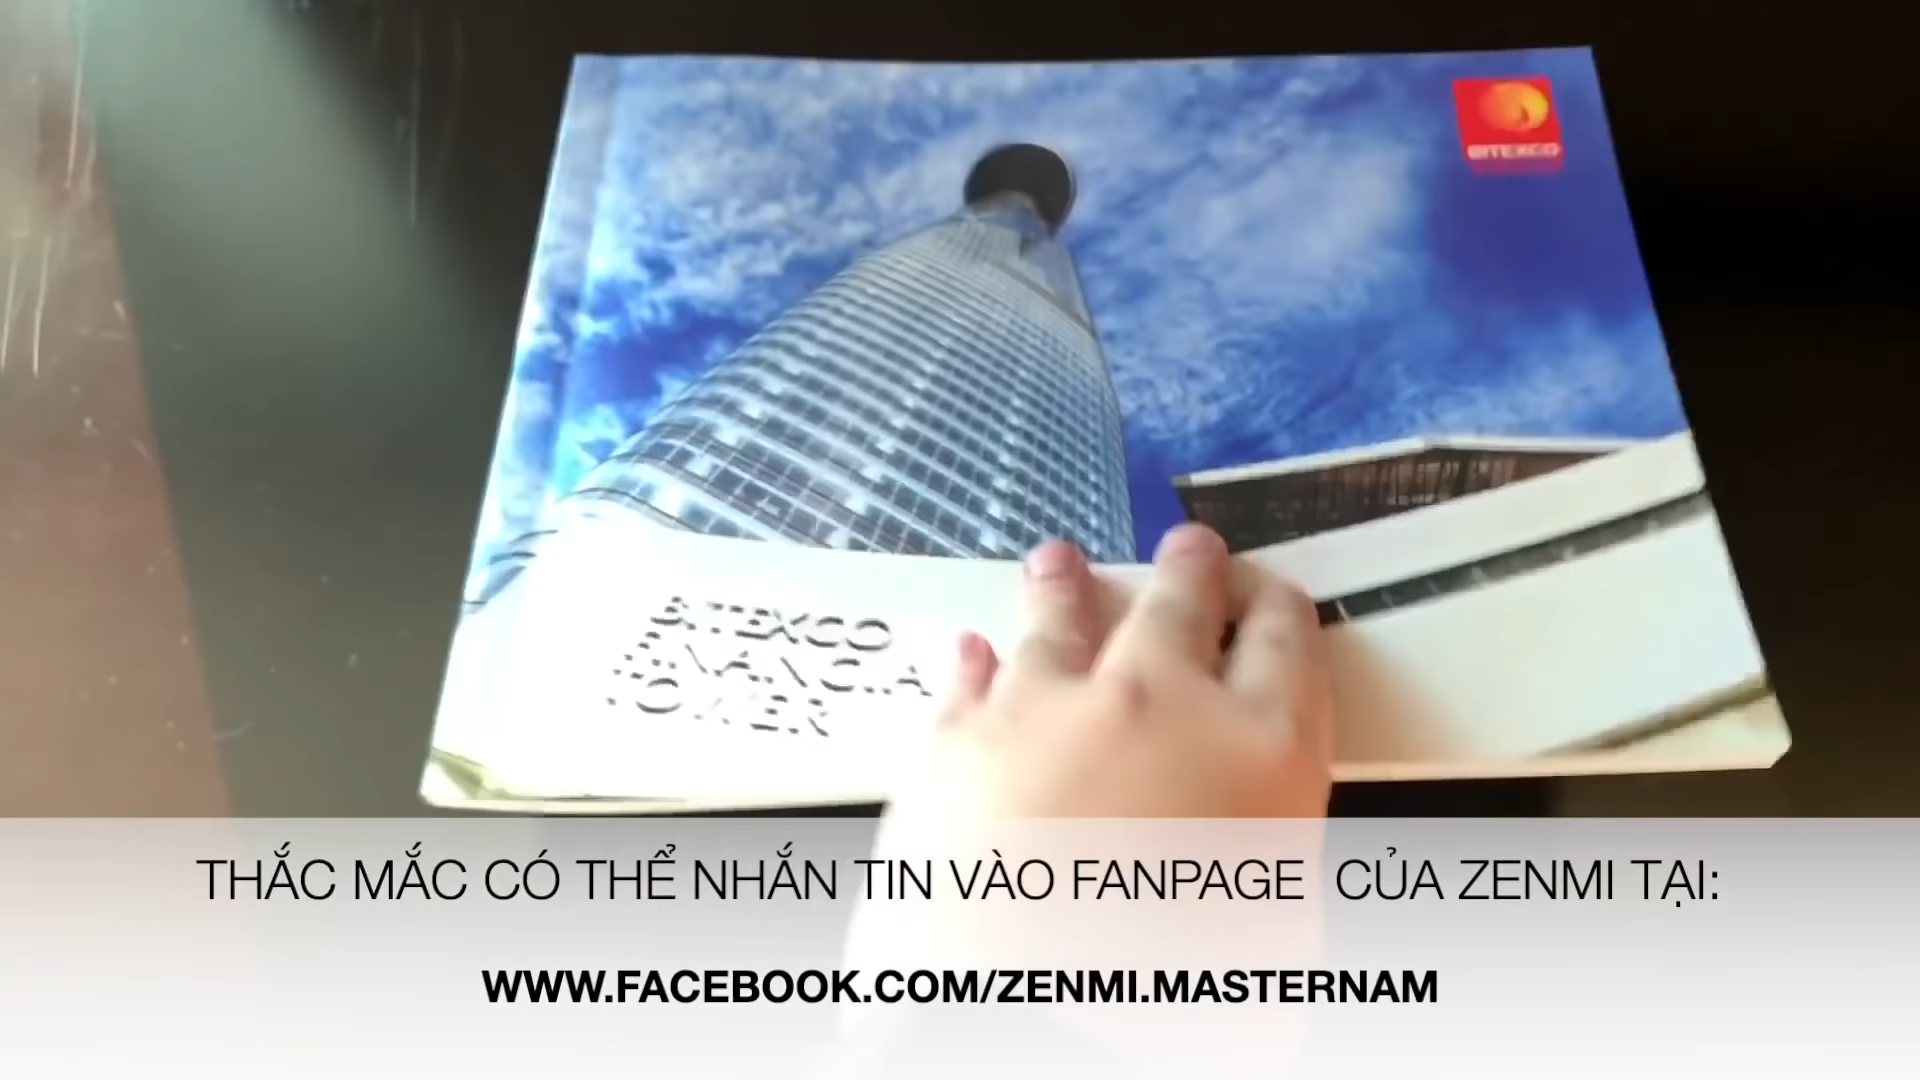 BITEXCO
BITEXCO
FINANCIAL
TOWER
THẮC MẮC CÓ THỂ NHẮN TIN VÀO FANPAGE CỦA ZENMI TẠI:
WWW.FACEBOOK.COM/ZENMI.MASTERNAM